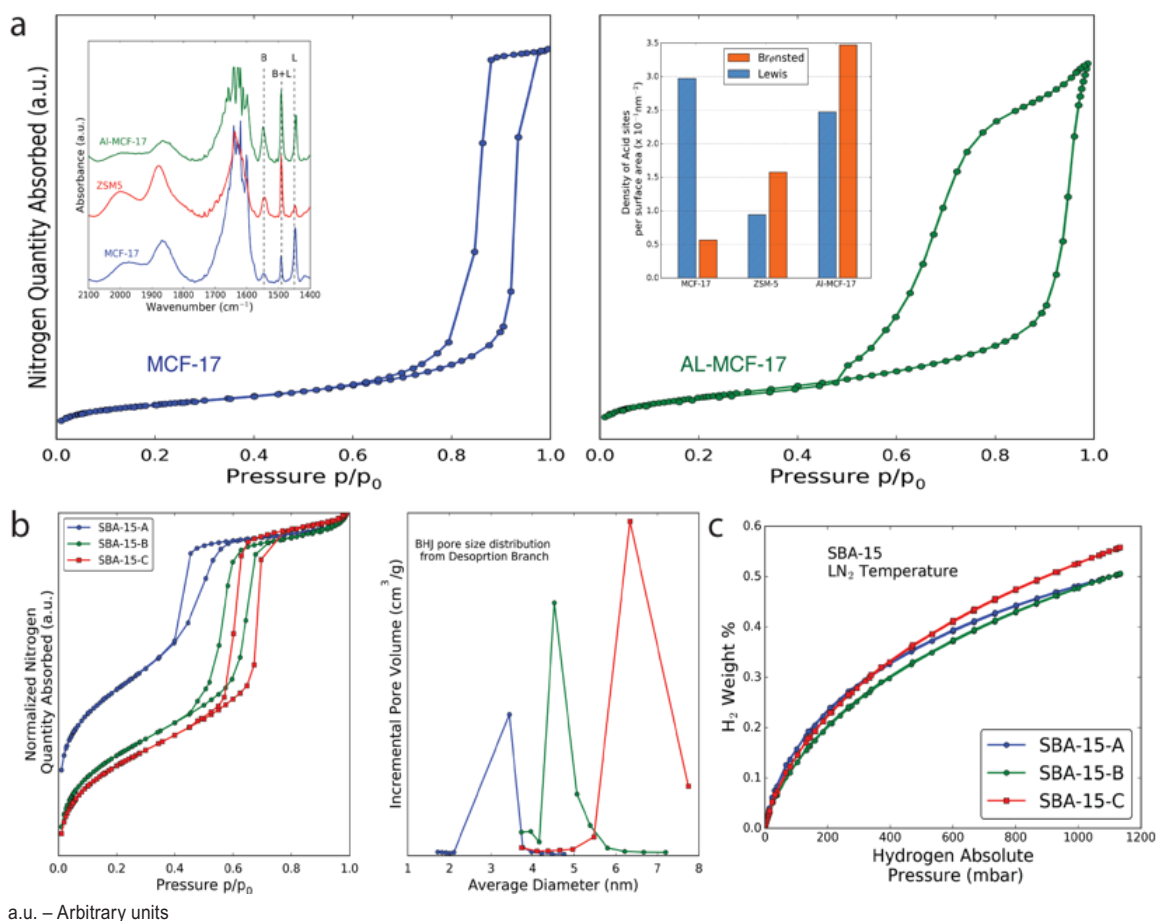 a
Nitrogen Quantity Absorbed (a.u.)
Absorbance (a.u.)
B
L
B+L
Al-MCF-17
ZSM5
MCF-17
2100 2000 1900 1800 1700 1600 1500 1400
Wavenumber (cm⁻¹)
MCF-17
0.0 0.2 0.4 0.6 0.8 1.0
Pressure p/p₀
Density of Acid sites
per surface area (x 10⁻¹nm⁻²)
3.5
3.0
2.5
2.0
1.5
1.0
0.5
0.0
Brønsted
Lewis
MCF-17 ZSM-5 Al-MCF-17
AL-MCF-17
0.0 0.2 0.4 0.6 0.8 1.0
Pressure p/p₀
b
Normalized Nitrogen
Quantity Absorbed (a.u.)
SBA-15-A
SBA-15-B
SBA-15-C
0.0 0.2 0.4 0.6 0.8 1.0
Pressure p/p₀
Incremental Pore Volume (cm³/g)
BHJ pore size distribution
from Desoprtion Branch
1 2 3 4 5 6 7 8
Average Diameter (nm)
c
H₂ Weight %
0.6
0.5
0.4
0.3
0.2
0.1
0.0
SBA-15
LN₂ Temperature
SBA-15-A
SBA-15-B
SBA-15-C
0 200 400 600 800 1000 1200
Hydrogen Absolute
Pressure (mbar)
a.u. – Arbitrary units